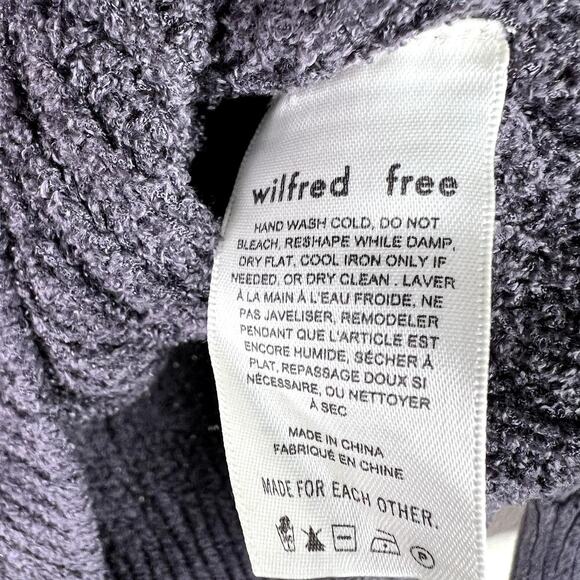 wilfred free
HAND WASH COLD, DO NOT
BLEACH, RESHAPE WHILE DAMP,
DRY FLAT, COOL IRON ONLY IF
NEEDED, OR DRY CLEAN . LAVER
À LA MAIN À L'EAU FROIDE, NE
PAS JAVELISER, REMODELER
PENDANT QUE L'ARTICLE EST
ENCORE HUMIDE, SÉCHER À
PLAT, REPASSAGE DOUX SI
NÉCESSAIRE, OU NETTOYER
À SEC
MADE IN CHINA
FABRIQUÉ EN CHINE
MADE FOR EACH OTHER.
P